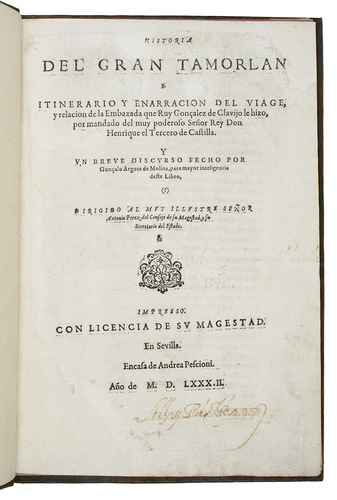 HISTORIA
DEL GRAN TAMORLAN
E
ITINERARIO Y ENARRACION DEL VIAGE,
y relacion de la Embaxada que Ruy Gonçalez de Clavijo le hizo,
por mandado del muy poderoso Señor Rey Don
Henrique el Tercero de Castilla.
Y
VN BREVE DISCVRSO FECHO POR
Gonçalo Argote de Molina, para mayor inteligencia
deste Libro,
DIRIGIDO AL MVY ILLVSTRE SEÑOR
Antonio Perez, del Consejo de su Magestad, y su
Secretario del Estado.
IMPRESSO.
CON LICENCIA DE SV MAGESTAD.
En Sevilla.
En casa de Andrea Pescioni.
Año de M. D. LXXX.II.